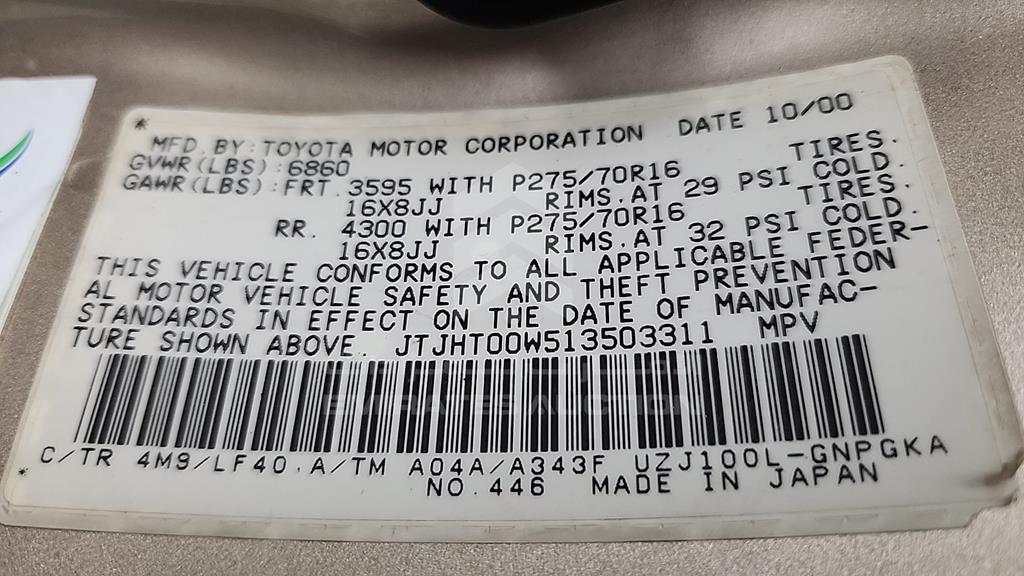 * MFD. BY: TOYOTA MOTOR CORPORATION DATE 10/00
GVWR(LBS): 6860
GAWR(LBS): FRT. 3595 WITH P275/70R16 TIRES.
16X8JJ RIMS. AT 29 PSI COLD.
RR. 4300 WITH P275/70R16 TIRES.
16X8JJ RIMS. AT 32 PSI COLD.
THIS VEHICLE CONFORMS TO ALL APPLICABLE FEDER-
AL MOTOR VEHICLE SAFETY AND THEFT PREVENTION
STANDARDS IN EFFECT ON THE DATE OF MANUFAC-
TURE SHOWN ABOVE. JTJHT00W513503311 MPV
EMIRATES AUCTION
C/TR 4M9/LF40. A/TM A04A/A343F UZJ100L-GNPGKA
* NO. 446 MADE IN JAPAN